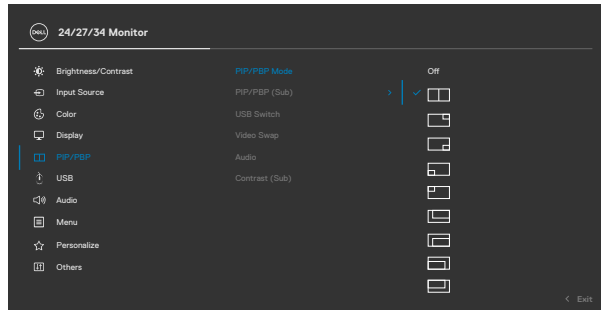 DELL 24/27/34 Monitor
Brightness/Contrast PIP/PBP Mode Off
Input Source PIP/PBP (Sub)
Color USB Switch
Display Video Swap
PIP/PBP Audio
USB Contrast (Sub)
Audio
Menu
Personalize
Others
Exit